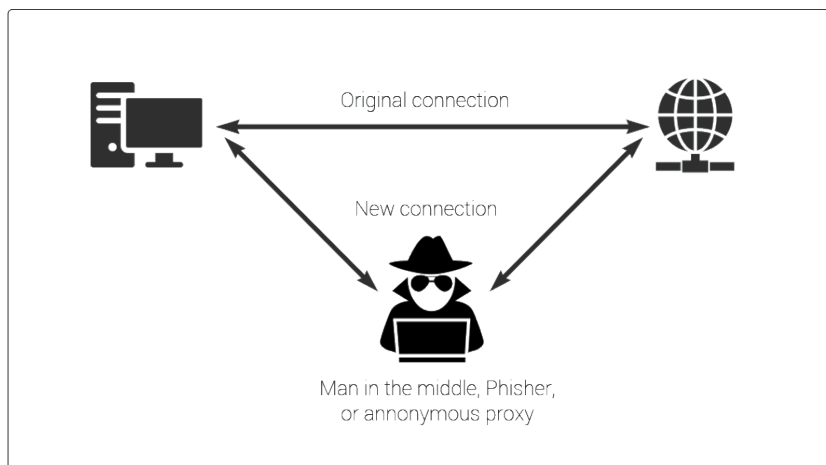 Original connection
New connection
Man in the middle, Phisher,
or annonymous proxy